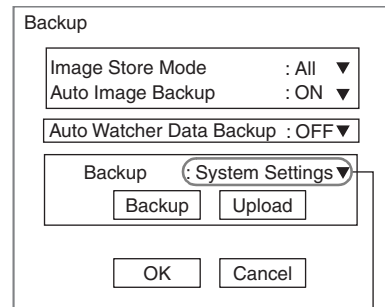 Backup
Image Store Mode : All ▼
Auto Image Backup : ON ▼
Auto Watcher Data Backup : OFF▼
Backup : System Settings▼
Backup Upload
OK Cancel